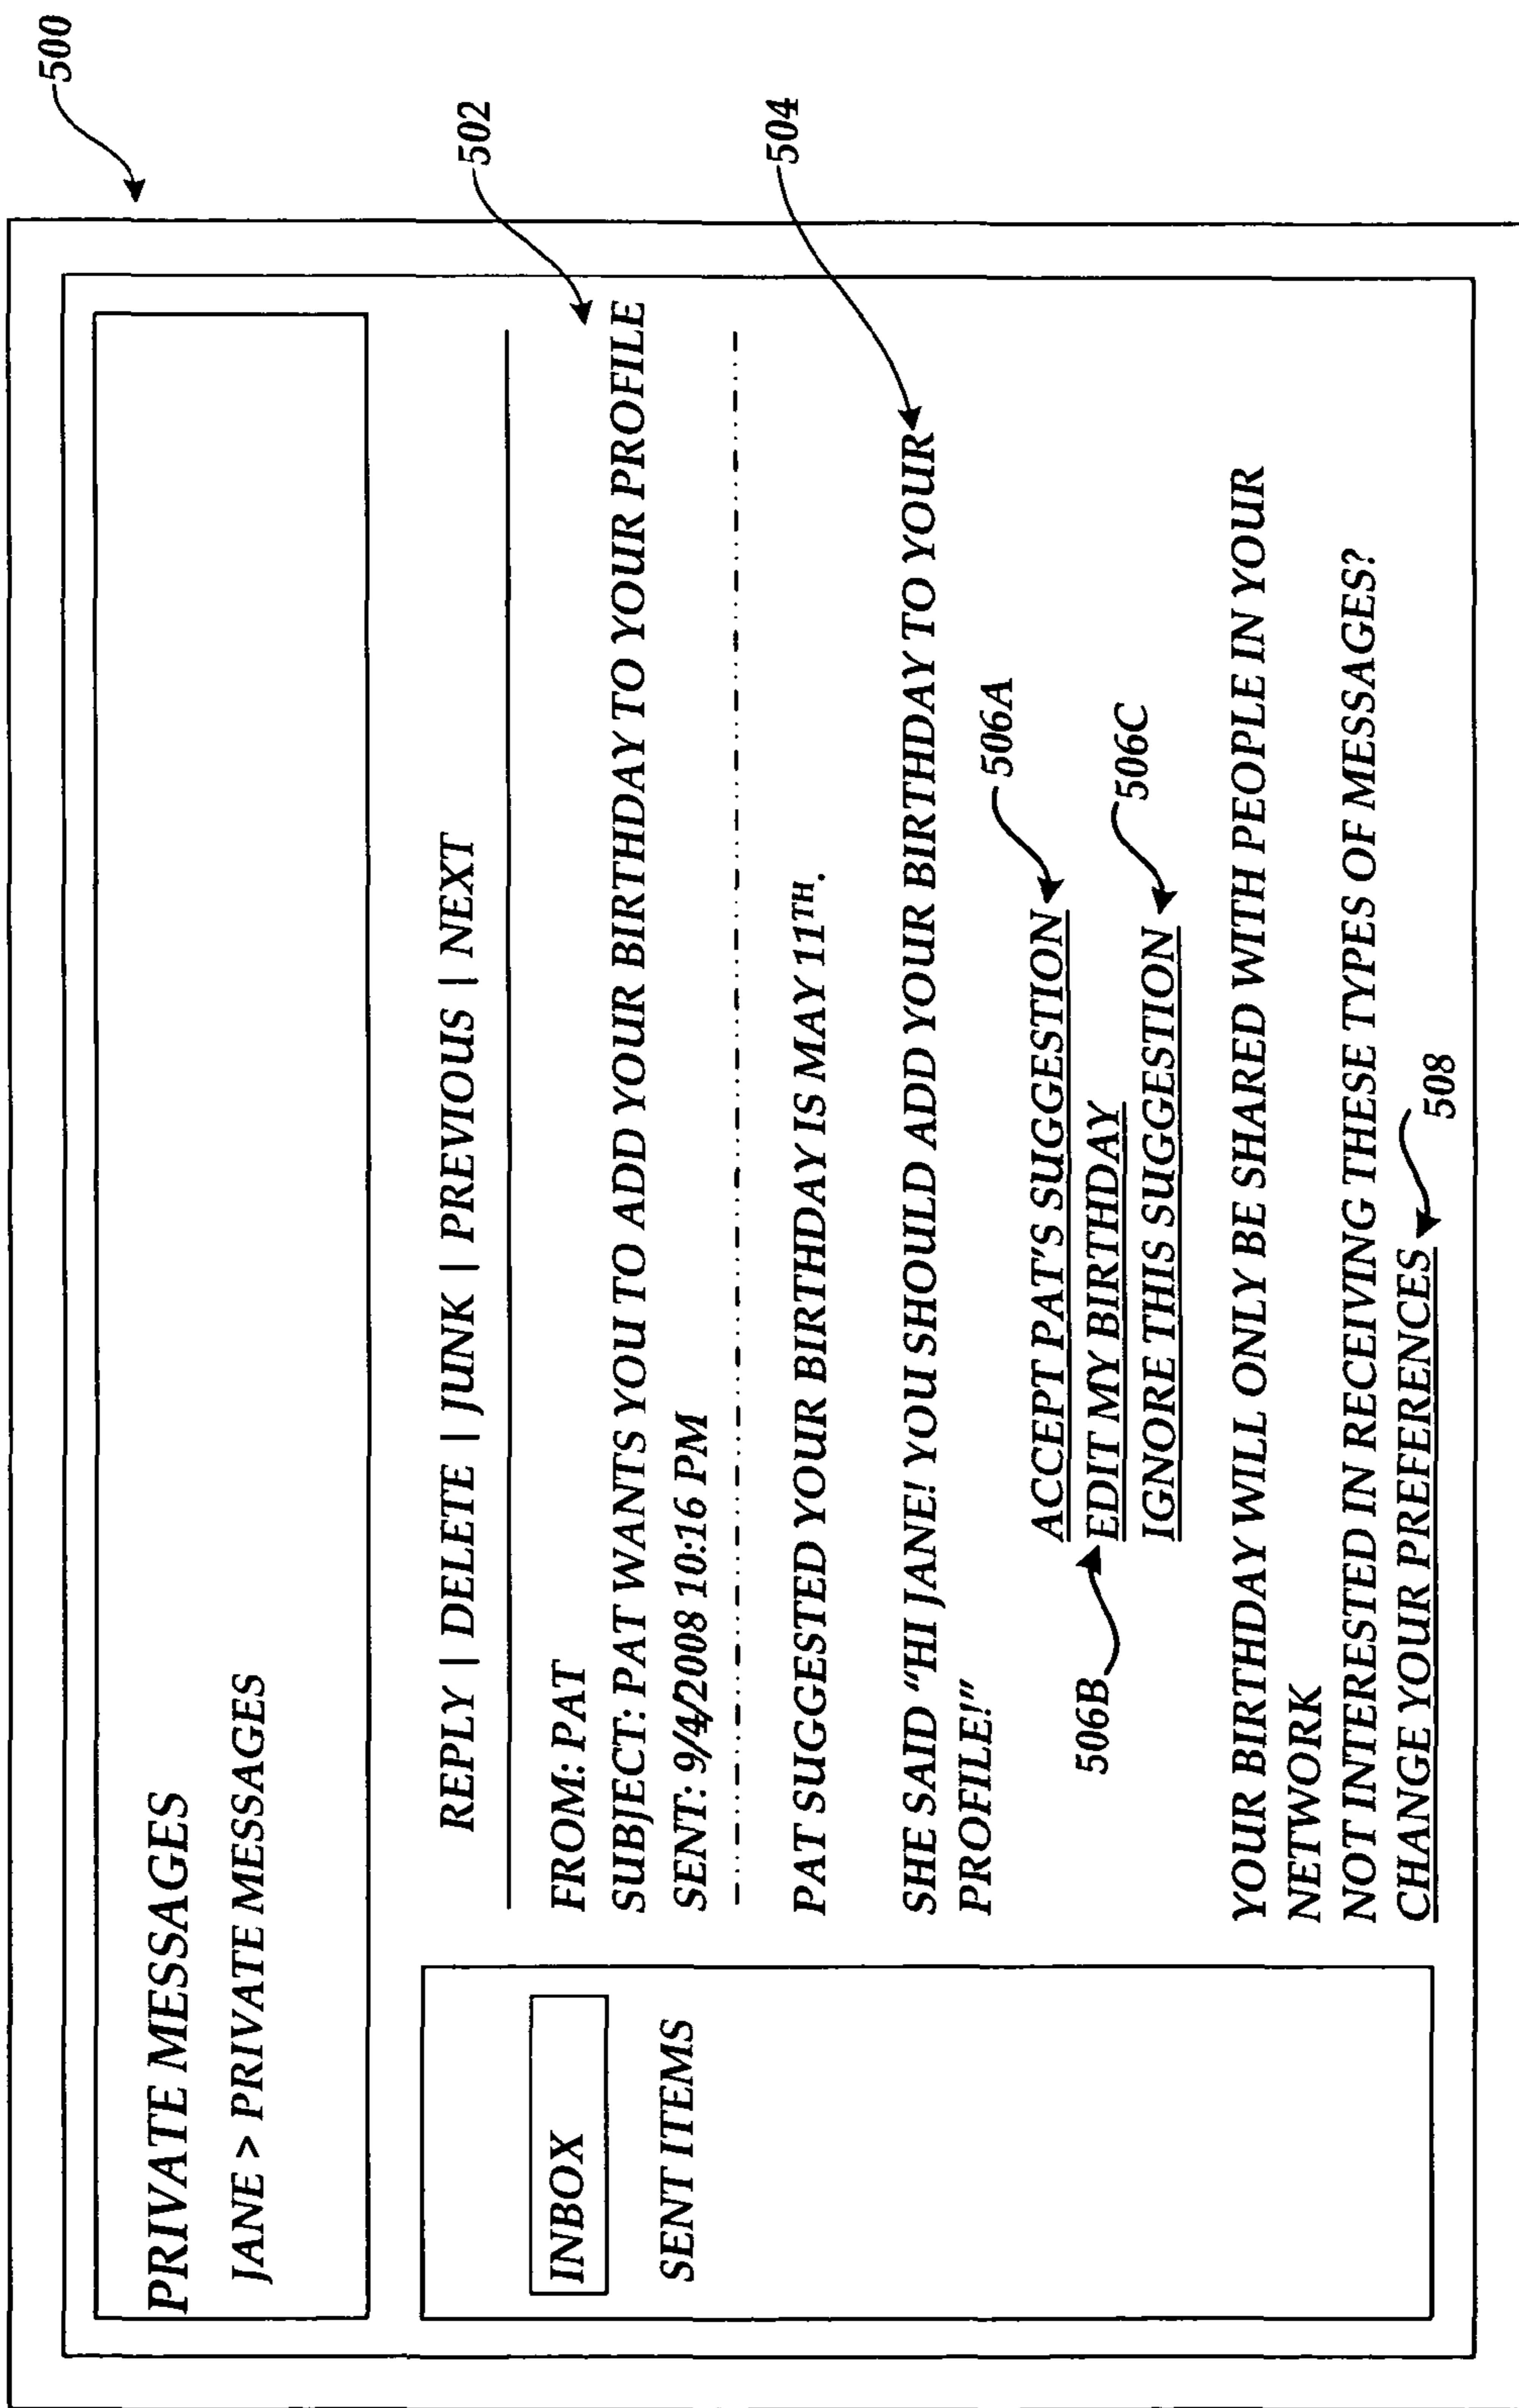 500
PRIVATE MESSAGES
JANE > PRIVATE MESSAGES
REPLY | DELETE | JUNK | PREVIOUS | NEXT
502
INBOX
SENT ITEMS
FROM: PAT
SUBJECT: PAT WANTS YOU TO ADD YOUR BIRTHDAY TO YOUR PROFILE
SENT: 9/4/2008 10:16 PM
PAT SUGGESTED YOUR BIRTHDAY IS MAY 11TH.
504
SHE SAID “HI JANE! YOU SHOULD ADD YOUR BIRTHDAY TO YOUR
PROFILE!”
506A
ACCEPT PAT'S SUGGESTION
506B
EDIT MY BIRTHDAY
506C
IGNORE THIS SUGGESTION
YOUR BIRTHDAY WILL ONLY BE SHARED WITH PEOPLE IN YOUR
NETWORK
NOT INTERESTED IN RECEIVING THESE TYPES OF MESSAGES?
CHANGE YOUR PREFERENCES
508